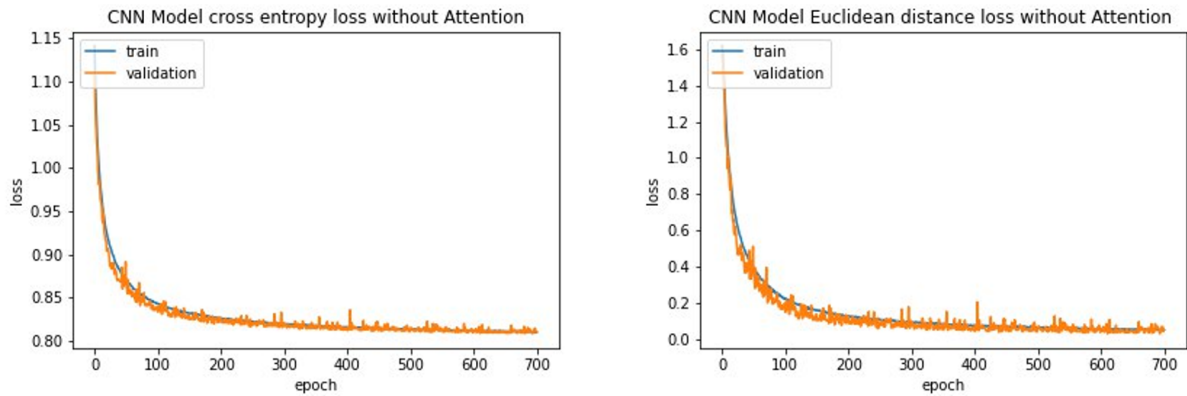 CNN Model cross entropy loss without Attention
1.15
1.10
1.05
1.00
0.95
0.90
0.85
0.80
loss
train
validation
0 100 200 300 400 500 600 700
epoch
CNN Model Euclidean distance loss without Attention
1.6
1.4
1.2
1.0
0.8
0.6
0.4
0.2
0.0
loss
train
validation
0 100 200 300 400 500 600 700
epoch